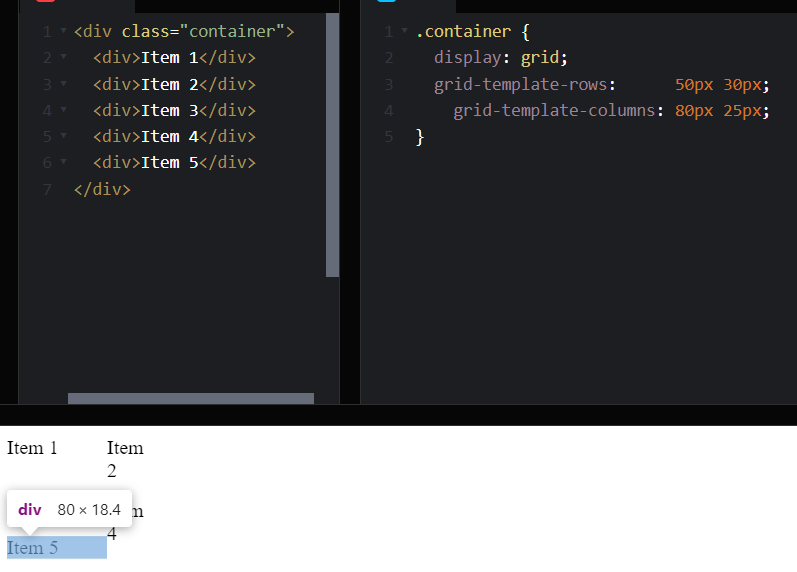 1 <div class="container">
2 <div>Item 1</div>
3 <div>Item 2</div>
4 <div>Item 3</div>
5 <div>Item 4</div>
6 <div>Item 5</div>
7 </div>
1 .container {
2 display: grid;
3 grid-template-rows: 50px 30px;
4 grid-template-columns: 80px 25px;
5 }
Item 1
Item
2
div 80 × 18.4
4
Item 5